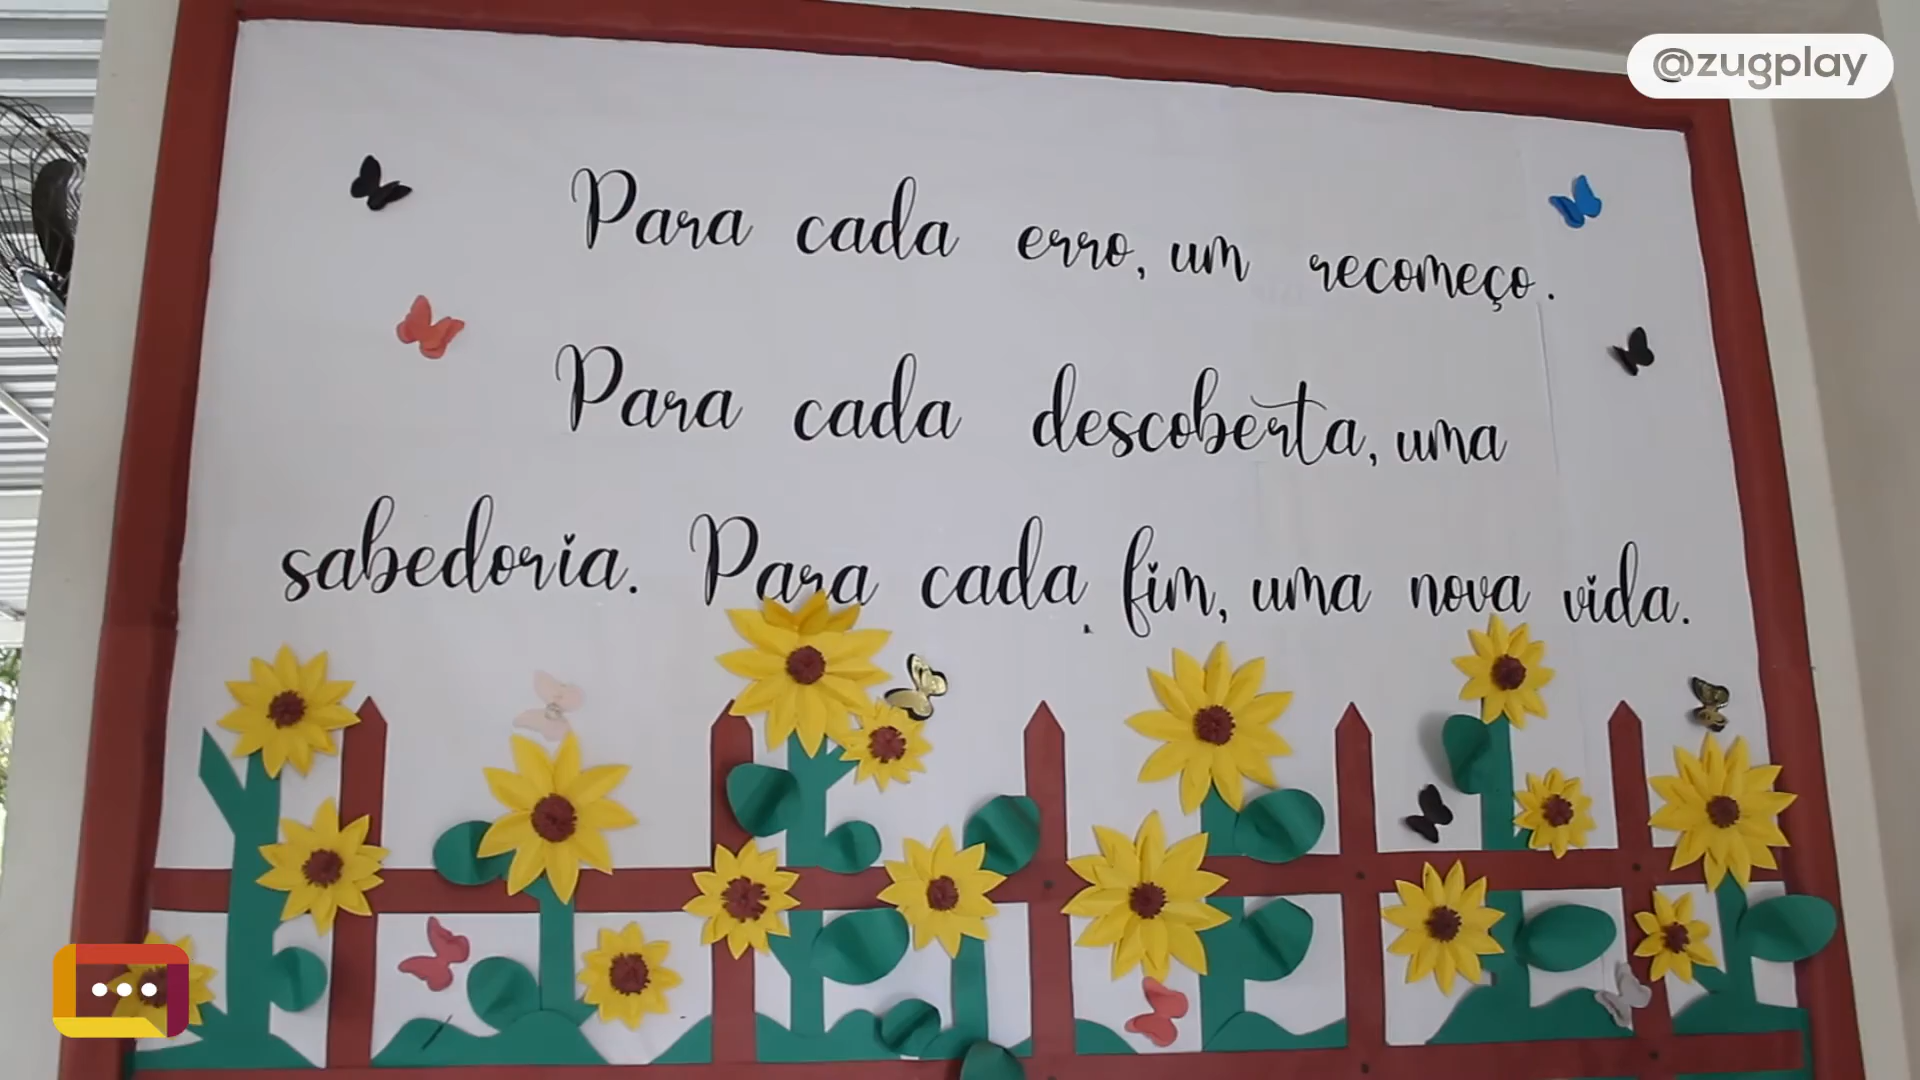 @zugplay
Para cada erro, um recomeço.
Para cada descoberta, uma
sabedoria. Para cada fim, uma nova vida.